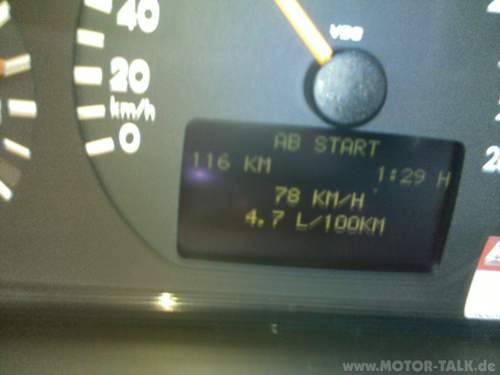 40
VDO
20
km/h
0
AB START
116 KM 1:29 H
78 KM/H
4.7 L/100KM
www.MOTOR-TALK.de